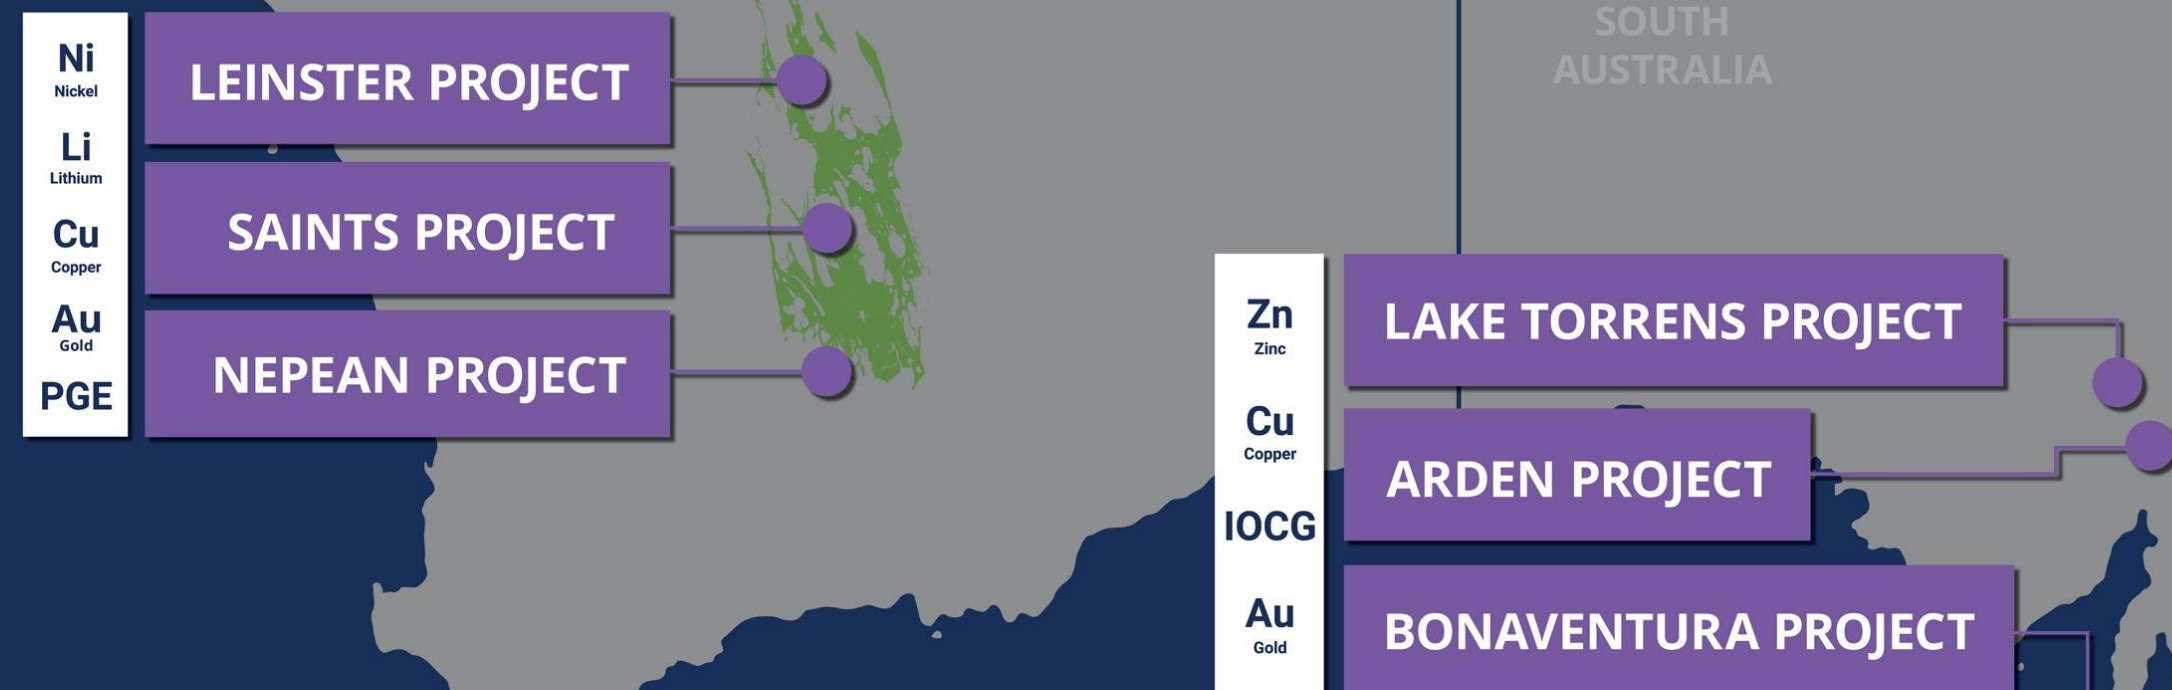 Ni
Nickel
Li
Lithium
Cu
Copper
Au
Gold
PGE
LEINSTER PROJECT
SAINTS PROJECT
NEPEAN PROJECT
SOUTH
AUSTRALIA
Zn
Zinc
Cu
Copper
IOCG
Au
Gold
LAKE TORRENS PROJECT
ARDEN PROJECT
BONAVENTURA PROJECT